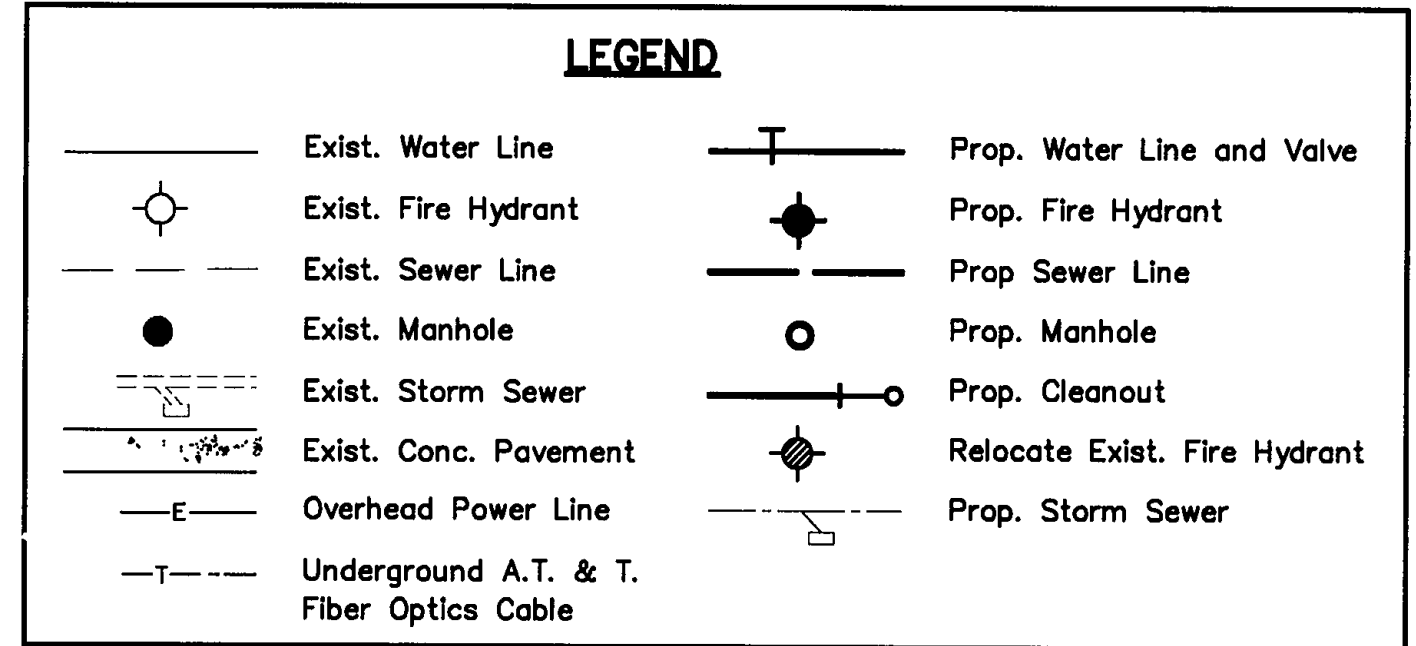 LEGEND
Exist. Water Line
Exist. Fire Hydrant
Exist. Sewer Line
Exist. Manhole
Exist. Storm Sewer
Exist. Conc. Pavement
E
Overhead Power Line
T
Underground A.T. & T.
Fiber Optics Cable
Prop. Water Line and Valve
Prop. Fire Hydrant
Prop Sewer Line
Prop. Manhole
Prop. Cleanout
Relocate Exist. Fire Hydrant
Prop. Storm Sewer